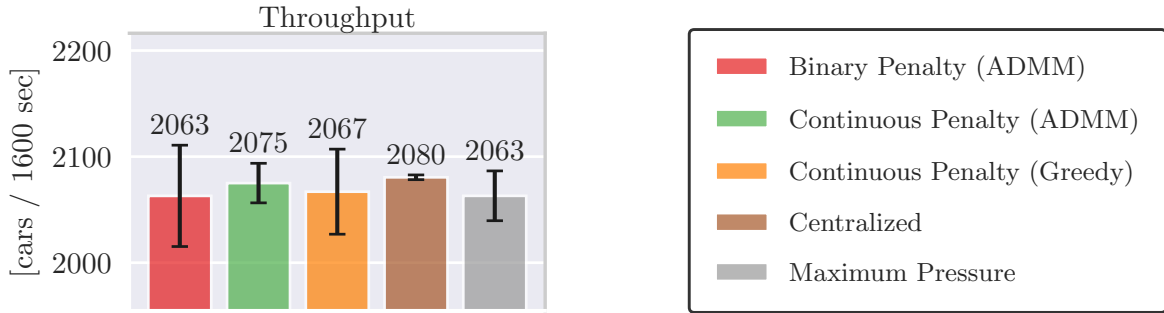 Throughput
[cars / 1600 sec]
2200
2100
2000
2063
2075
2067
2080
2063
Binary Penalty (ADMM)
Continuous Penalty (ADMM)
Continuous Penalty (Greedy)
Centralized
Maximum Pressure